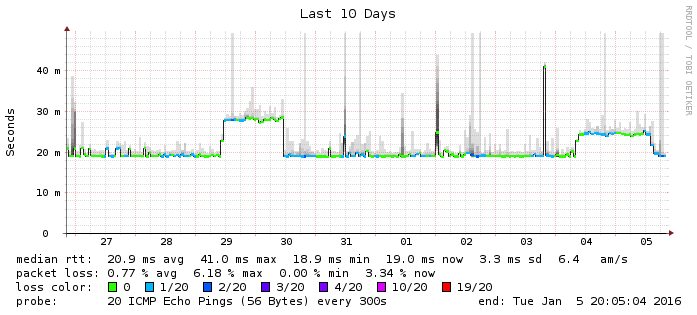 Last 10 Days
RRDTOOL / TOBI OETIKER
Seconds
40 m
30 m
20 m
10 m
0
27 28 29 30 31 01 02 03 04 05
median rtt: 20.9 ms avg 41.0 ms max 18.9 ms min 19.0 ms now 3.3 ms sd 6.4 am/s
packet loss: 0.77 % avg 6.18 % max 0.00 % min 3.34 % now
loss color: 0 1/20 2/20 3/20 4/20 10/20 19/20
probe: 20 ICMP Echo Pings (56 Bytes) every 300s end: Tue Jan 5 20:05:04 2016